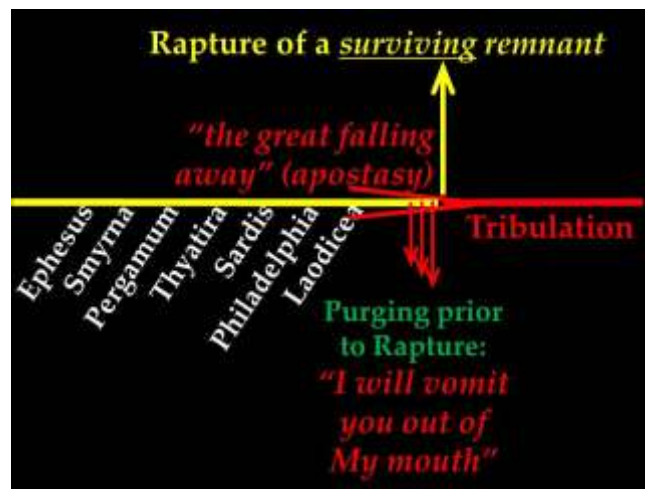 Rapture of a surviving remnant
"the great falling
away" (apostasy)
Ephesus
Smyrna
Pergamum
Thyatira
Sardis
Philadelphia
Laodicea
Tribulation
Purging prior
to Rapture:
"I will vomit
you out of
My mouth"